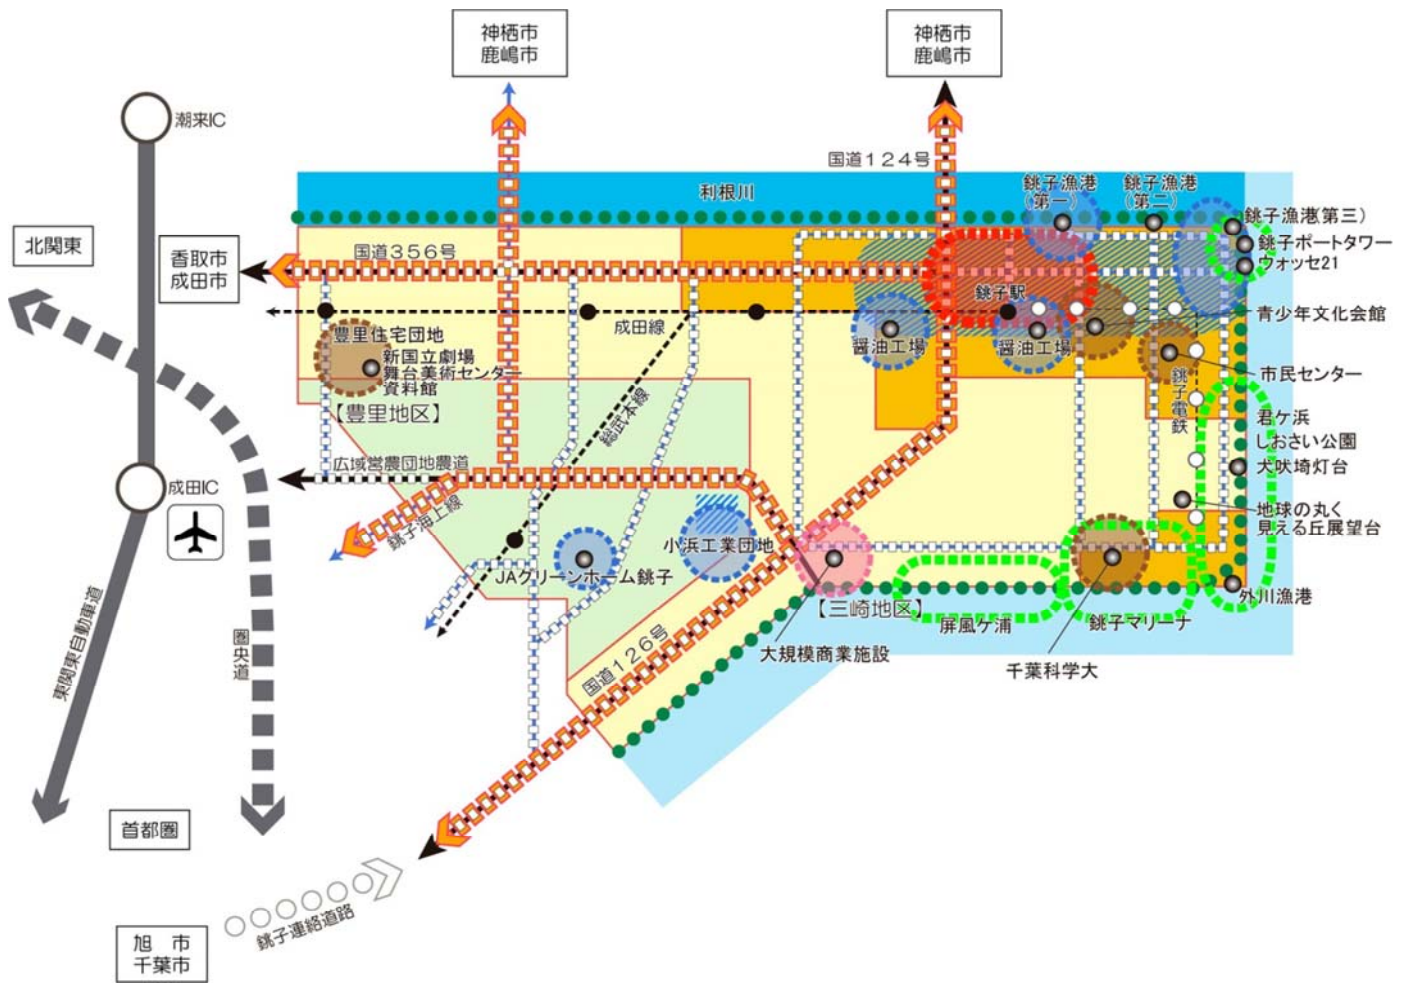 神栖市
鹿嶋市
神栖市
鹿嶋市
潮来IC
国道124号
利根川
銚子漁港
(第一)
銚子漁港
(第二)
銚子漁港(第三)
銚子ポートタワー
ウォッセ21
北関東
香取市
成田市
国道356号
銚子駅
成田線
青少年文化会館
豊里住宅団地
醤油工場
醤油工場
新国立劇場
舞台美術センター
資料館
市民センター
銚子電鉄
【豊里地区】
総武本線
君ケ浜
しおさい公園
犬吠埼灯台
広域営農団地農道
成田IC
地球の丸く
見える丘展望台
銚子海上線
小浜工業団地
JAグリーンホーム銚子
外川漁港
【三崎地区】
屏風ケ浦
銚子マリーナ
東関東自動車道
圏央道
国道126号
大規模商業施設
千葉科学大
首都圏
銚子連絡道路
旭 市
千葉市